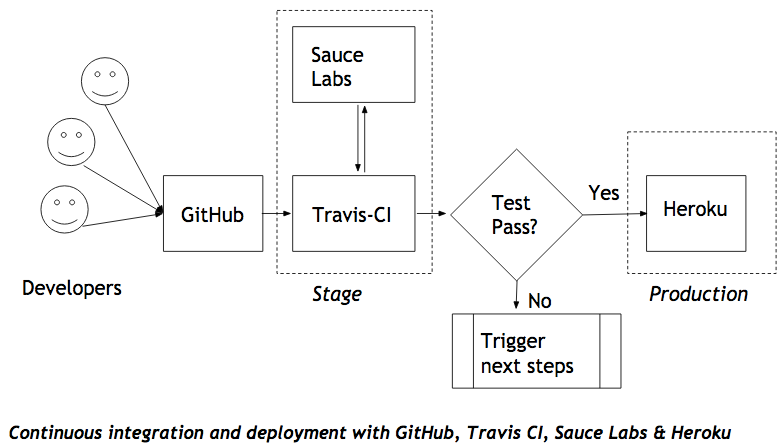 Sauce
Labs
GitHub
Travis-CI
Test
Pass?
Yes
Heroku
Developers
Stage
No
Production
Trigger
next steps
Continuous integration and deployment with GitHub, Travis CI, Sauce Labs & Heroku